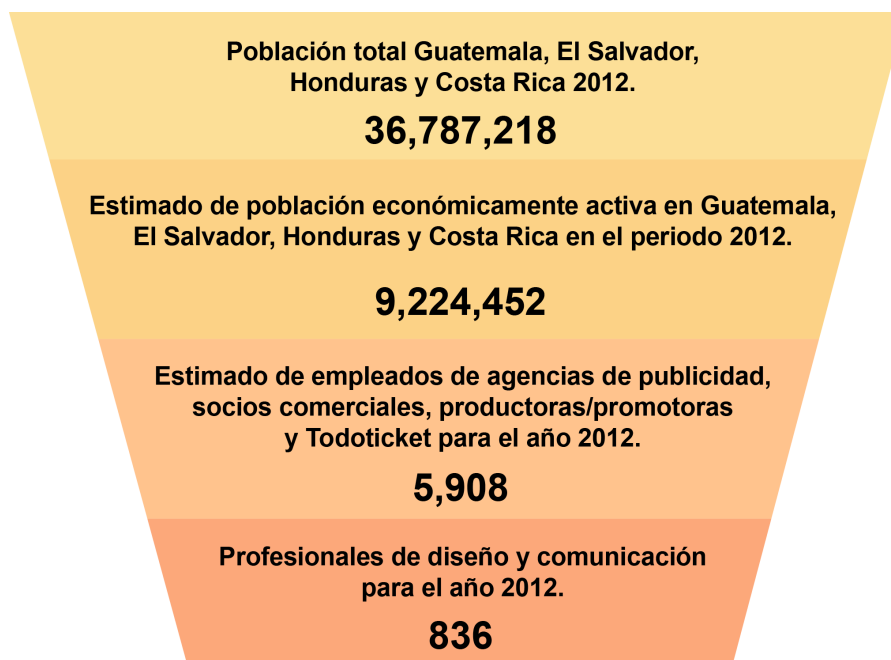 Población total Guatemala, El Salvador,
Honduras y Costa Rica 2012.
36,787,218
Estimado de población económicamente activa en Guatemala,
El Salvador, Honduras y Costa Rica en el periodo 2012.
9,224,452
Estimado de empleados de agencias de publicidad,
socios comerciales, productoras/promotoras
y Todoticket para el año 2012.
5,908
Profesionales de diseño y comunicación
para el año 2012.
836